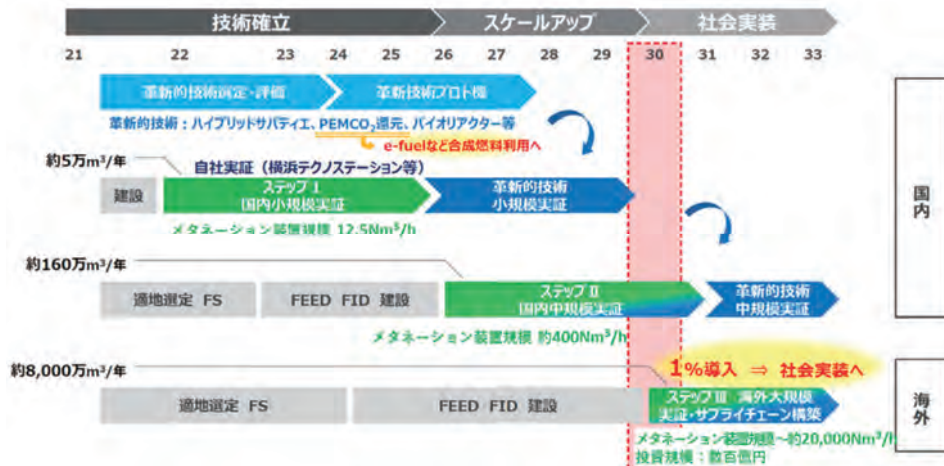 技術確立 スケールアップ 社会実装
21 22 23 24 25 26 27 28 29 30 31 32 33
革新的技術選定・評価 革新技術プロト機
革新的技術：ハイブリッドサバティエ、PEMCO₂還元、バイオリアクター等
e-fuelなど合成燃料利用へ
約5万m³/年
自社実証（横浜テクノステーション等）
建設
ステップⅠ
国内小規模実証
革新的技術
小規模実証
メタネーション装置規模 12.5Nm³/h
国内
約160万m³/年
適地選定 FS
FEED FID 建設
ステップⅡ
国内中規模実証
革新的技術
中規模実証
メタネーション装置規模 約400Nm³/h
約8,000万m³/年
1%導入 ⇒ 社会実装へ
適地選定 FS
FEED FID 建設
ステップⅢ 海外大規模
実証・サプライチェーン構築
海外
メタネーション装置規模～約20,000Nm³/h
投資規模：数百億円